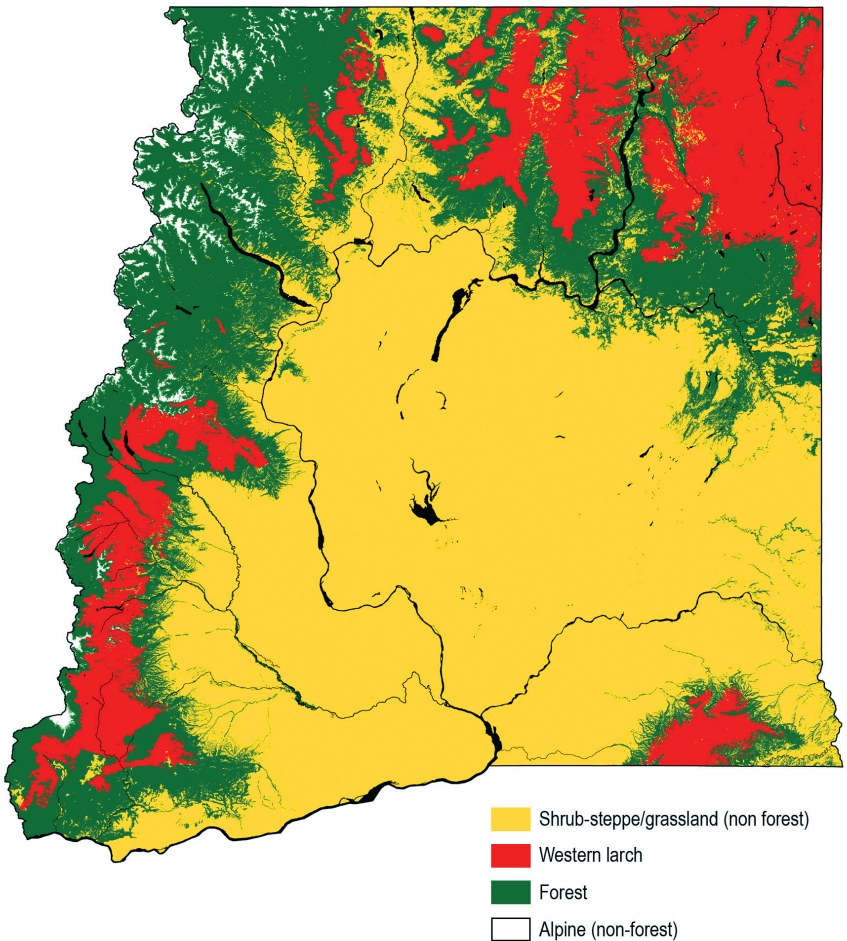 Shrub-steppe/grassland (non forest)
Western larch
Forest
Alpine (non-forest)